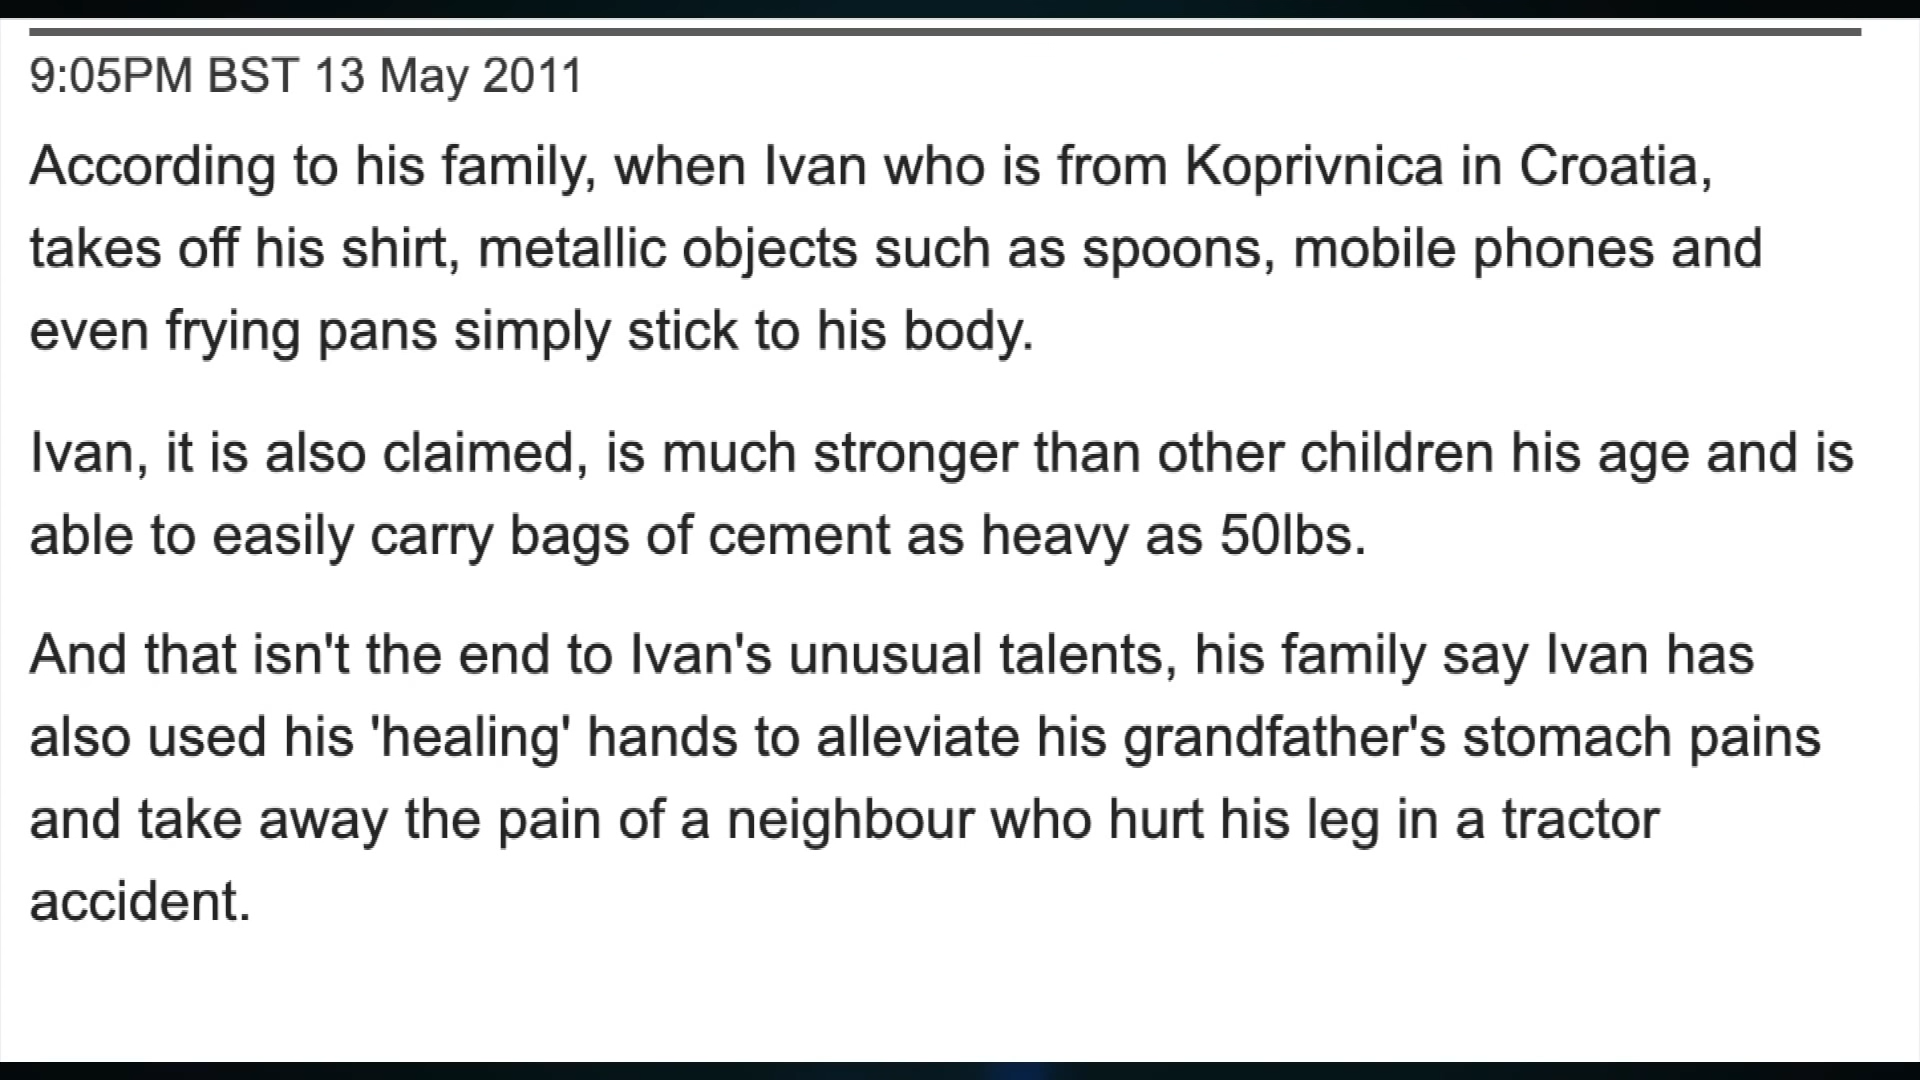 9:05PM BST 13 May 2011
According to his family, when Ivan who is from Koprivnica in Croatia,
takes off his shirt, metallic objects such as spoons, mobile phones and
even frying pans simply stick to his body.
Ivan, it is also claimed, is much stronger than other children his age and is
able to easily carry bags of cement as heavy as 50lbs.
And that isn't the end to Ivan's unusual talents, his family say Ivan has
also used his 'healing' hands to alleviate his grandfather's stomach pains
and take away the pain of a neighbour who hurt his leg in a tractor
accident.